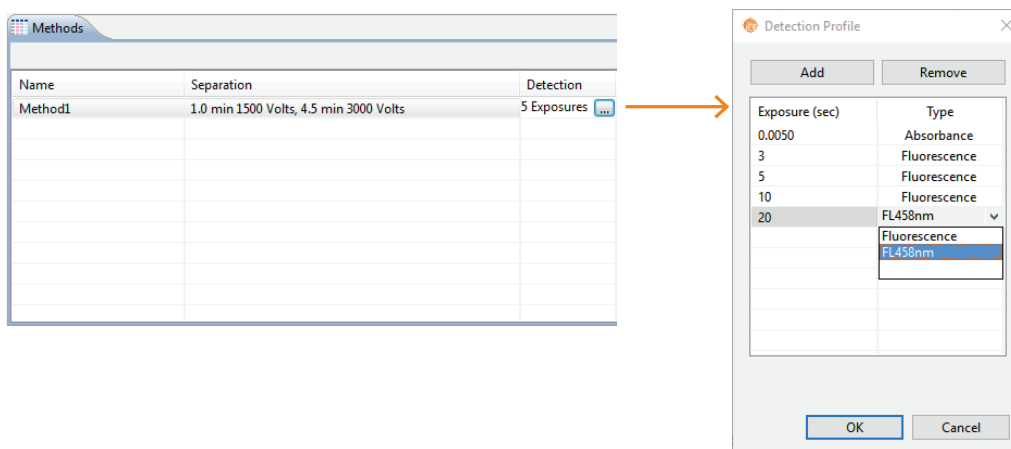 Methods
Name Separation Detection
Method1 1.0 min 1500 Volts, 4.5 min 3000 Volts 5 Exposures ...
Detection Profile
Add Remove
Exposure (sec) Type
0.0050 Absorbance
3 Fluorescence
5 Fluorescence
10 Fluorescence
20 FL458nm
Fluorescence
FL458nm
OK Cancel